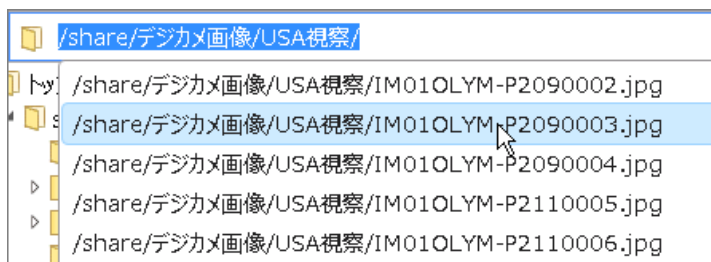 /share/デジカメ画像/USA視察/
/share/デジカメ画像/USA視察/IM01OLYM-P2090002.jpg
/share/デジカメ画像/USA視察/IM01OLYM-P2090003.jpg
/share/デジカメ画像/USA視察/IM01OLYM-P2090004.jpg
/share/デジカメ画像/USA視察/IM01OLYM-P2110005.jpg
/share/デジカメ画像/USA視察/IM01OLYM-P2110006.jpg